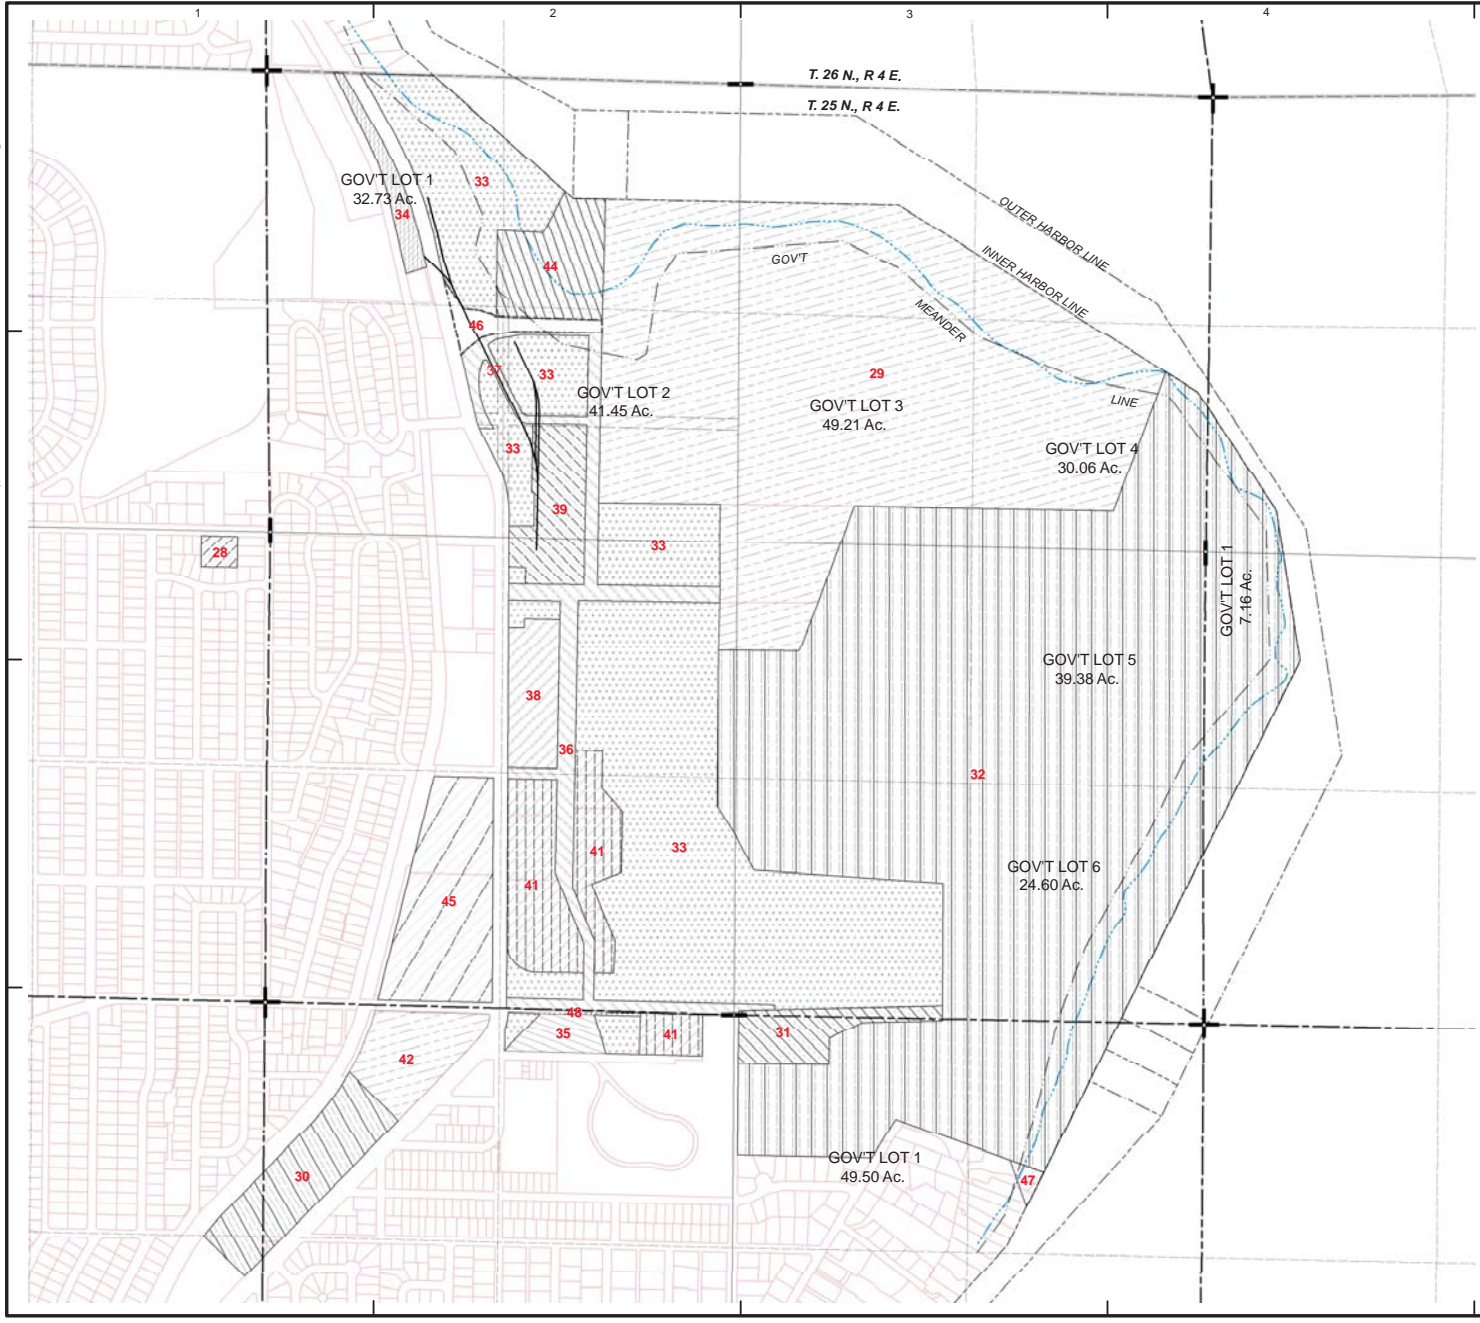 1
2
3
4
T. 26 N., R 4 E.
T. 25 N., R 4 E.
GOV'T LOT 1
32.73 Ac.
33
34
44
OUTER HARBOR LINE
INNER HARBOR LINE
GOV'T
MEANDER
LINE
46
37
33
GOV'T LOT 2
41.45 Ac.
29
GOV'T LOT 3
49.21 Ac.
33
GOV'T LOT 4
30.06 Ac.
39
28
33
GOV'T LOT 1
7.16 Ac.
GOV'T LOT 5
39.38 Ac.
38
36
32
33
41
41
GOV'T LOT 6
24.60 Ac.
45
48
35
41
31
42
GOV'T LOT 1
49.50 Ac.
30
47